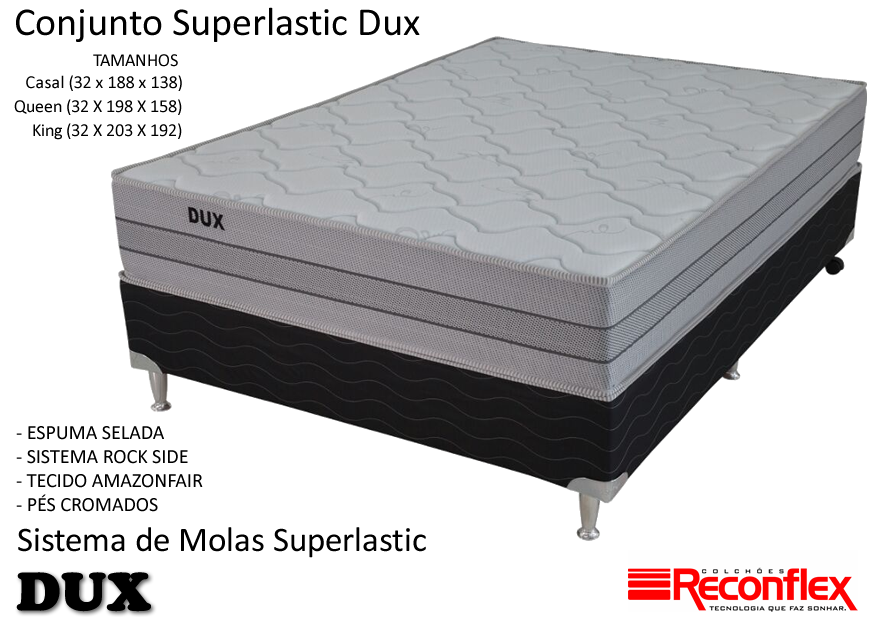 Conjunto Superlastic Dux
TAMANHOS
Casal (32 x 188 x 138)
Queen (32 X 198 X 158)
King (32 X 203 X 192)
DUX
- ESPUMA SELADA
- SISTEMA ROCK SIDE
- TECIDO AMAZONFAIR
- PÉS CROMADOS
Sistema de Molas Superlastic
DUX
COLCHÕES
Reconflex
TECNOLOGIA QUE FAZ SONHAR.